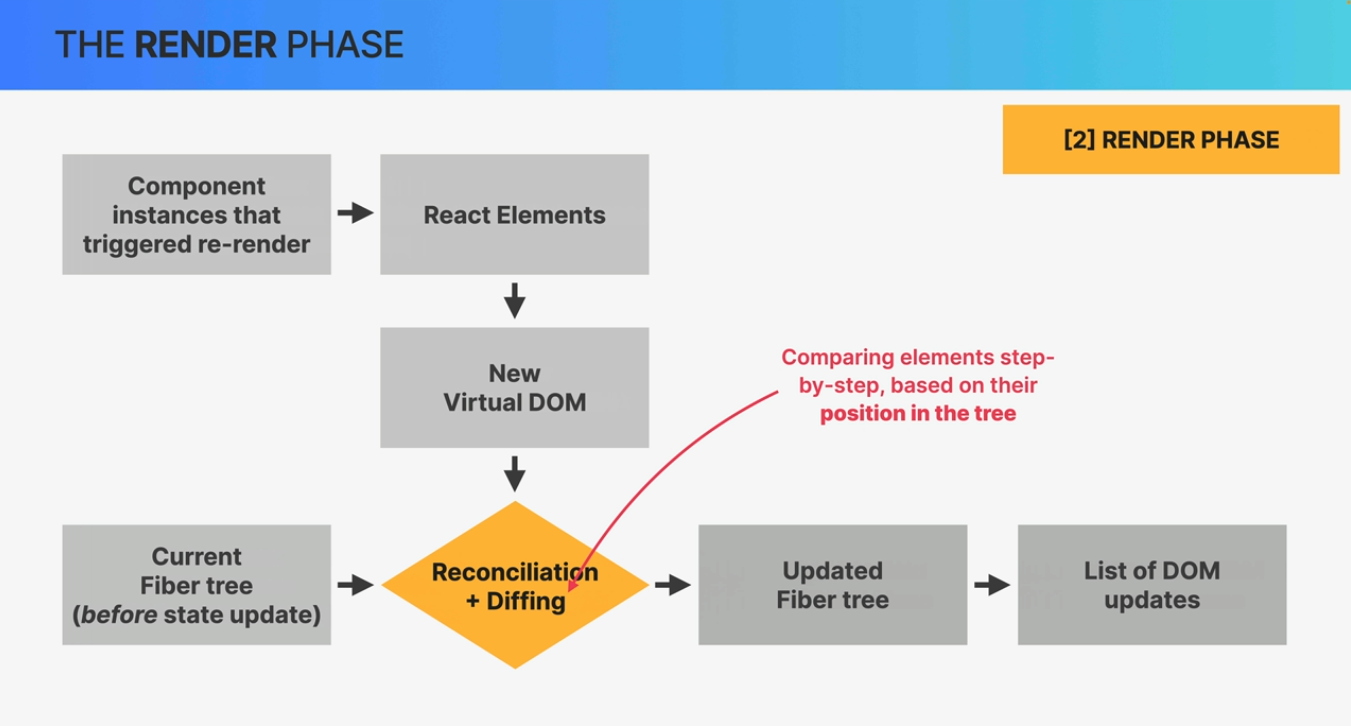 THE RENDER PHASE
[2] RENDER PHASE
Component
instances that
triggered re-render
React Elements
New
Virtual DOM
Comparing elements step-
by-step, based on their
position in the tree
Current
Fiber tree
(before state update)
Reconciliation
+ Diffing
Updated
Fiber tree
List of DOM
updates